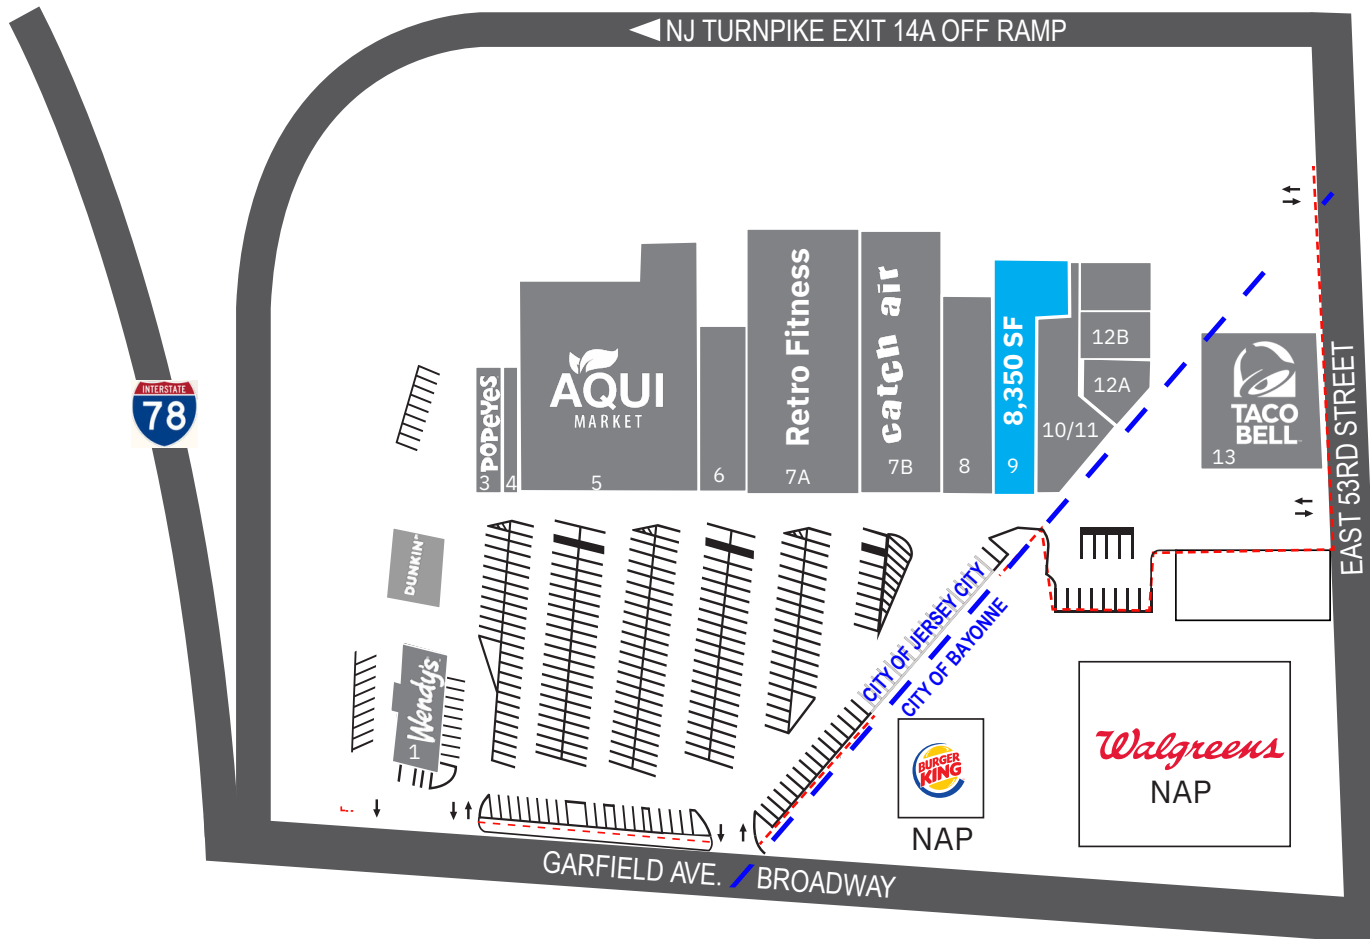 NJ TURNPIKE EXIT 14A OFF RAMP
INTERSTATE
78
POPEYES
3
4
AQUI
MARKET
5
6
Retro Fitness
7A
catch air
7B
8
8,350 SF
9
10/11
12B
12A
TACO
BELL
13
EAST 53RD STREET
DUNKIN'
Wendy's
1
CITY OF JERSEY CITY
CITY OF BAYONNE
BURGER
KING
NAP
Walgreens
NAP
GARFIELD AVE.
BROADWAY